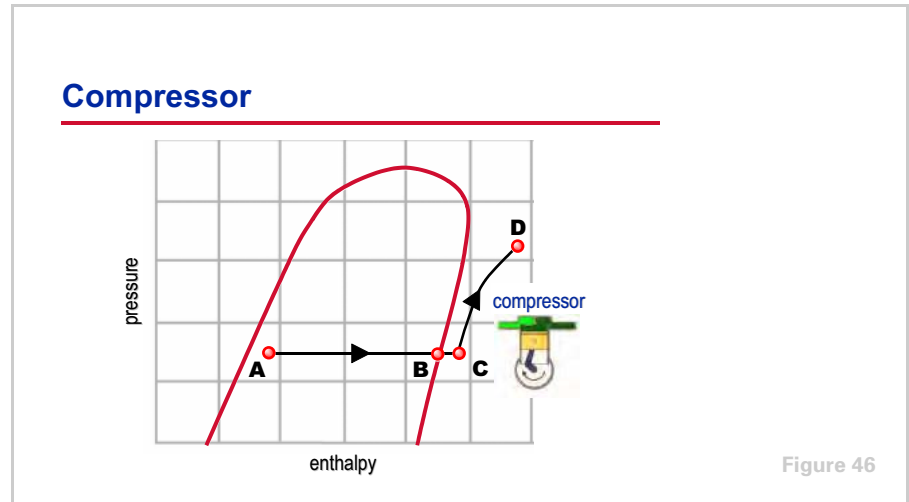 Compressor
D
pressure
compressor
A
B
C
enthalpy
Figure 46